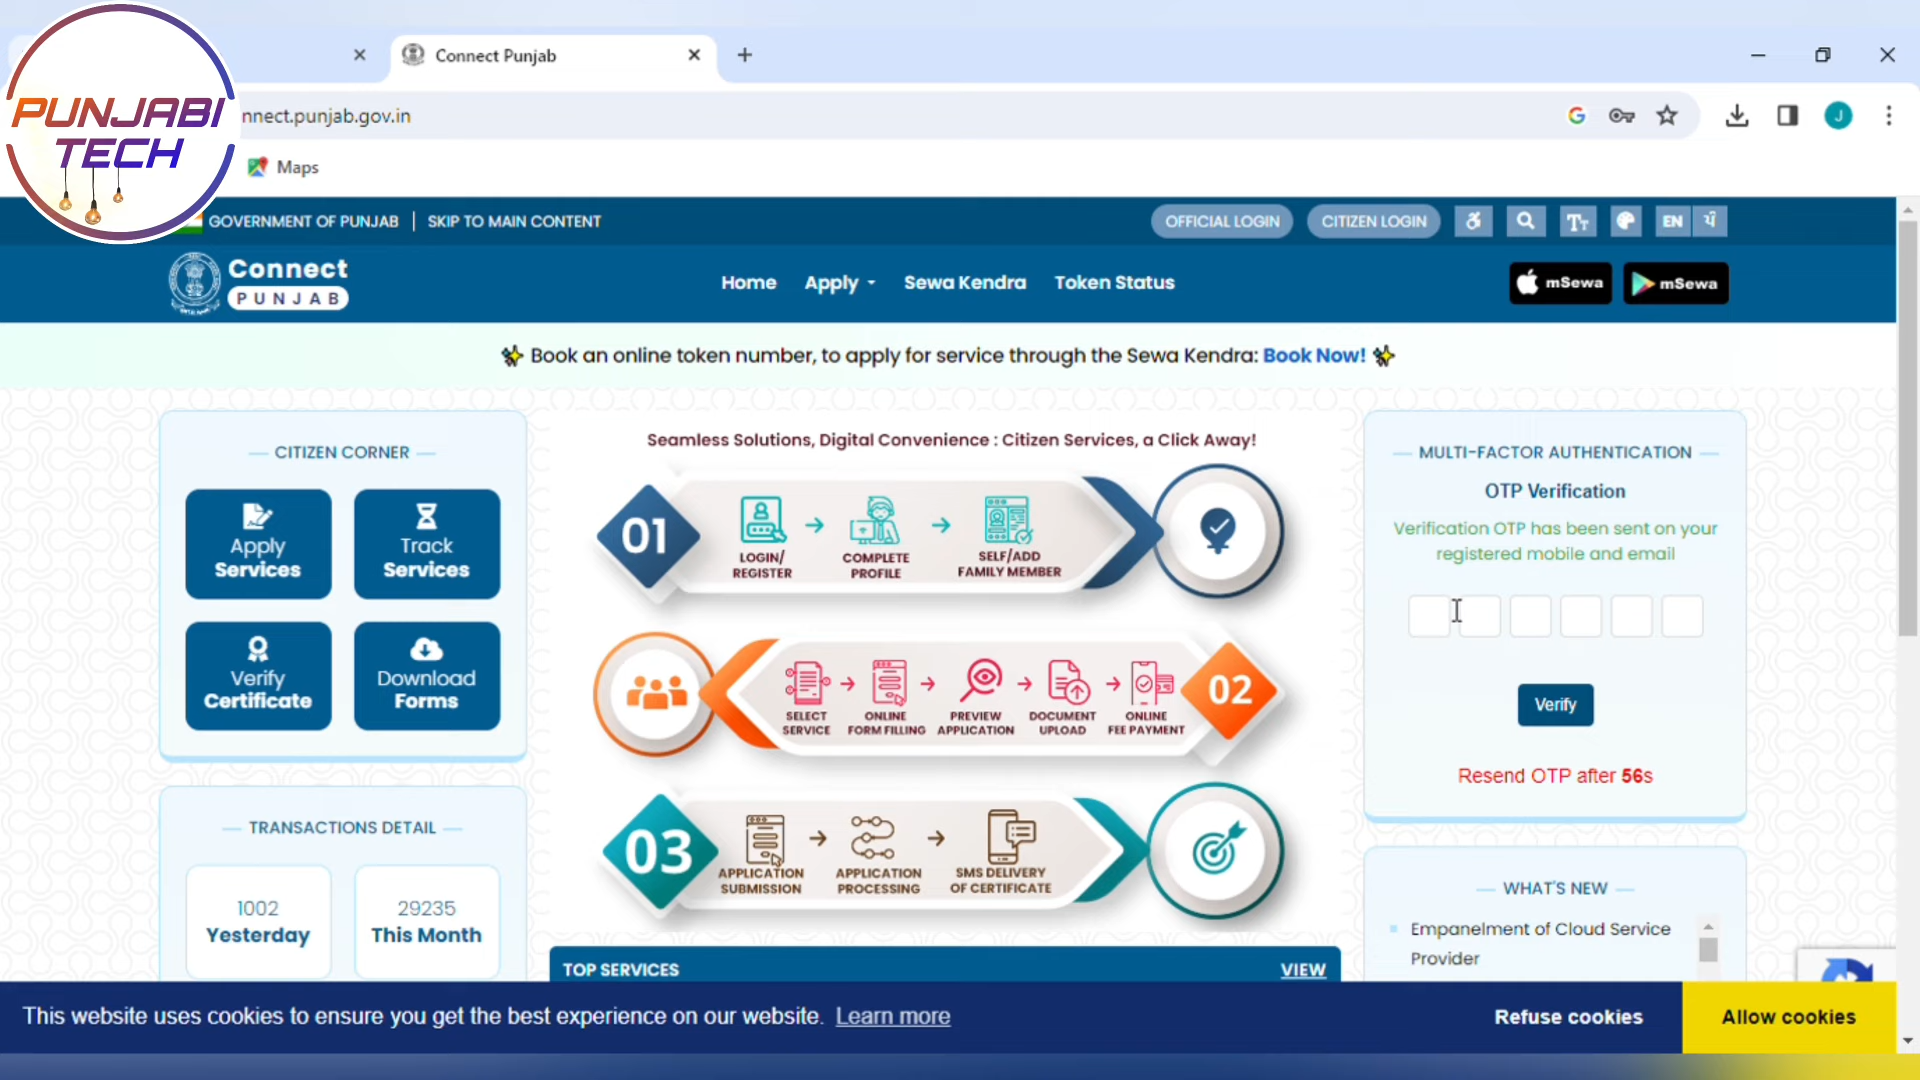 PUNJABI
TECH
Connect Punjab
nnect.punjab.gov.in
J
Maps
GOVERNMENT OF PUNJAB
SKIP TO MAIN CONTENT
OFFICIAL LOGIN
CITIZEN LOGIN
EN
ਪੰ
Connect
PUNJAB
Home
Apply
Sewa Kendra
Token Status
mSewa
mSewa
Book an online token number, to apply for service through the Sewa Kendra: Book Now!
CITIZEN CORNER
Apply
Services
Track
Services
Verify
Certificate
Download
Forms
TRANSACTIONS DETAIL
1002
Yesterday
29235
This Month
Seamless Solutions, Digital Convenience : Citizen Services, a Click Away!
01
LOGIN/
REGISTER
COMPLETE
PROFILE
SELF/ADD
FAMILY MEMBER
SELECT
SERVICE
ONLINE
FORM FILLING
PREVIEW
APPLICATION
DOCUMENT
UPLOAD
ONLINE
FEE PAYMENT
02
03
APPLICATION
SUBMISSION
APPLICATION
PROCESSING
SMS DELIVERY
OF CERTIFICATE
TOP SERVICES
VIEW
MULTI-FACTOR AUTHENTICATION
OTP Verification
Verification OTP has been sent on your
registered mobile and email
Verify
Resend OTP after 56s
WHAT'S NEW
Empanelment of Cloud Service
Provider
This website uses cookies to ensure you get the best experience on our website. Learn more
Refuse cookies
Allow cookies